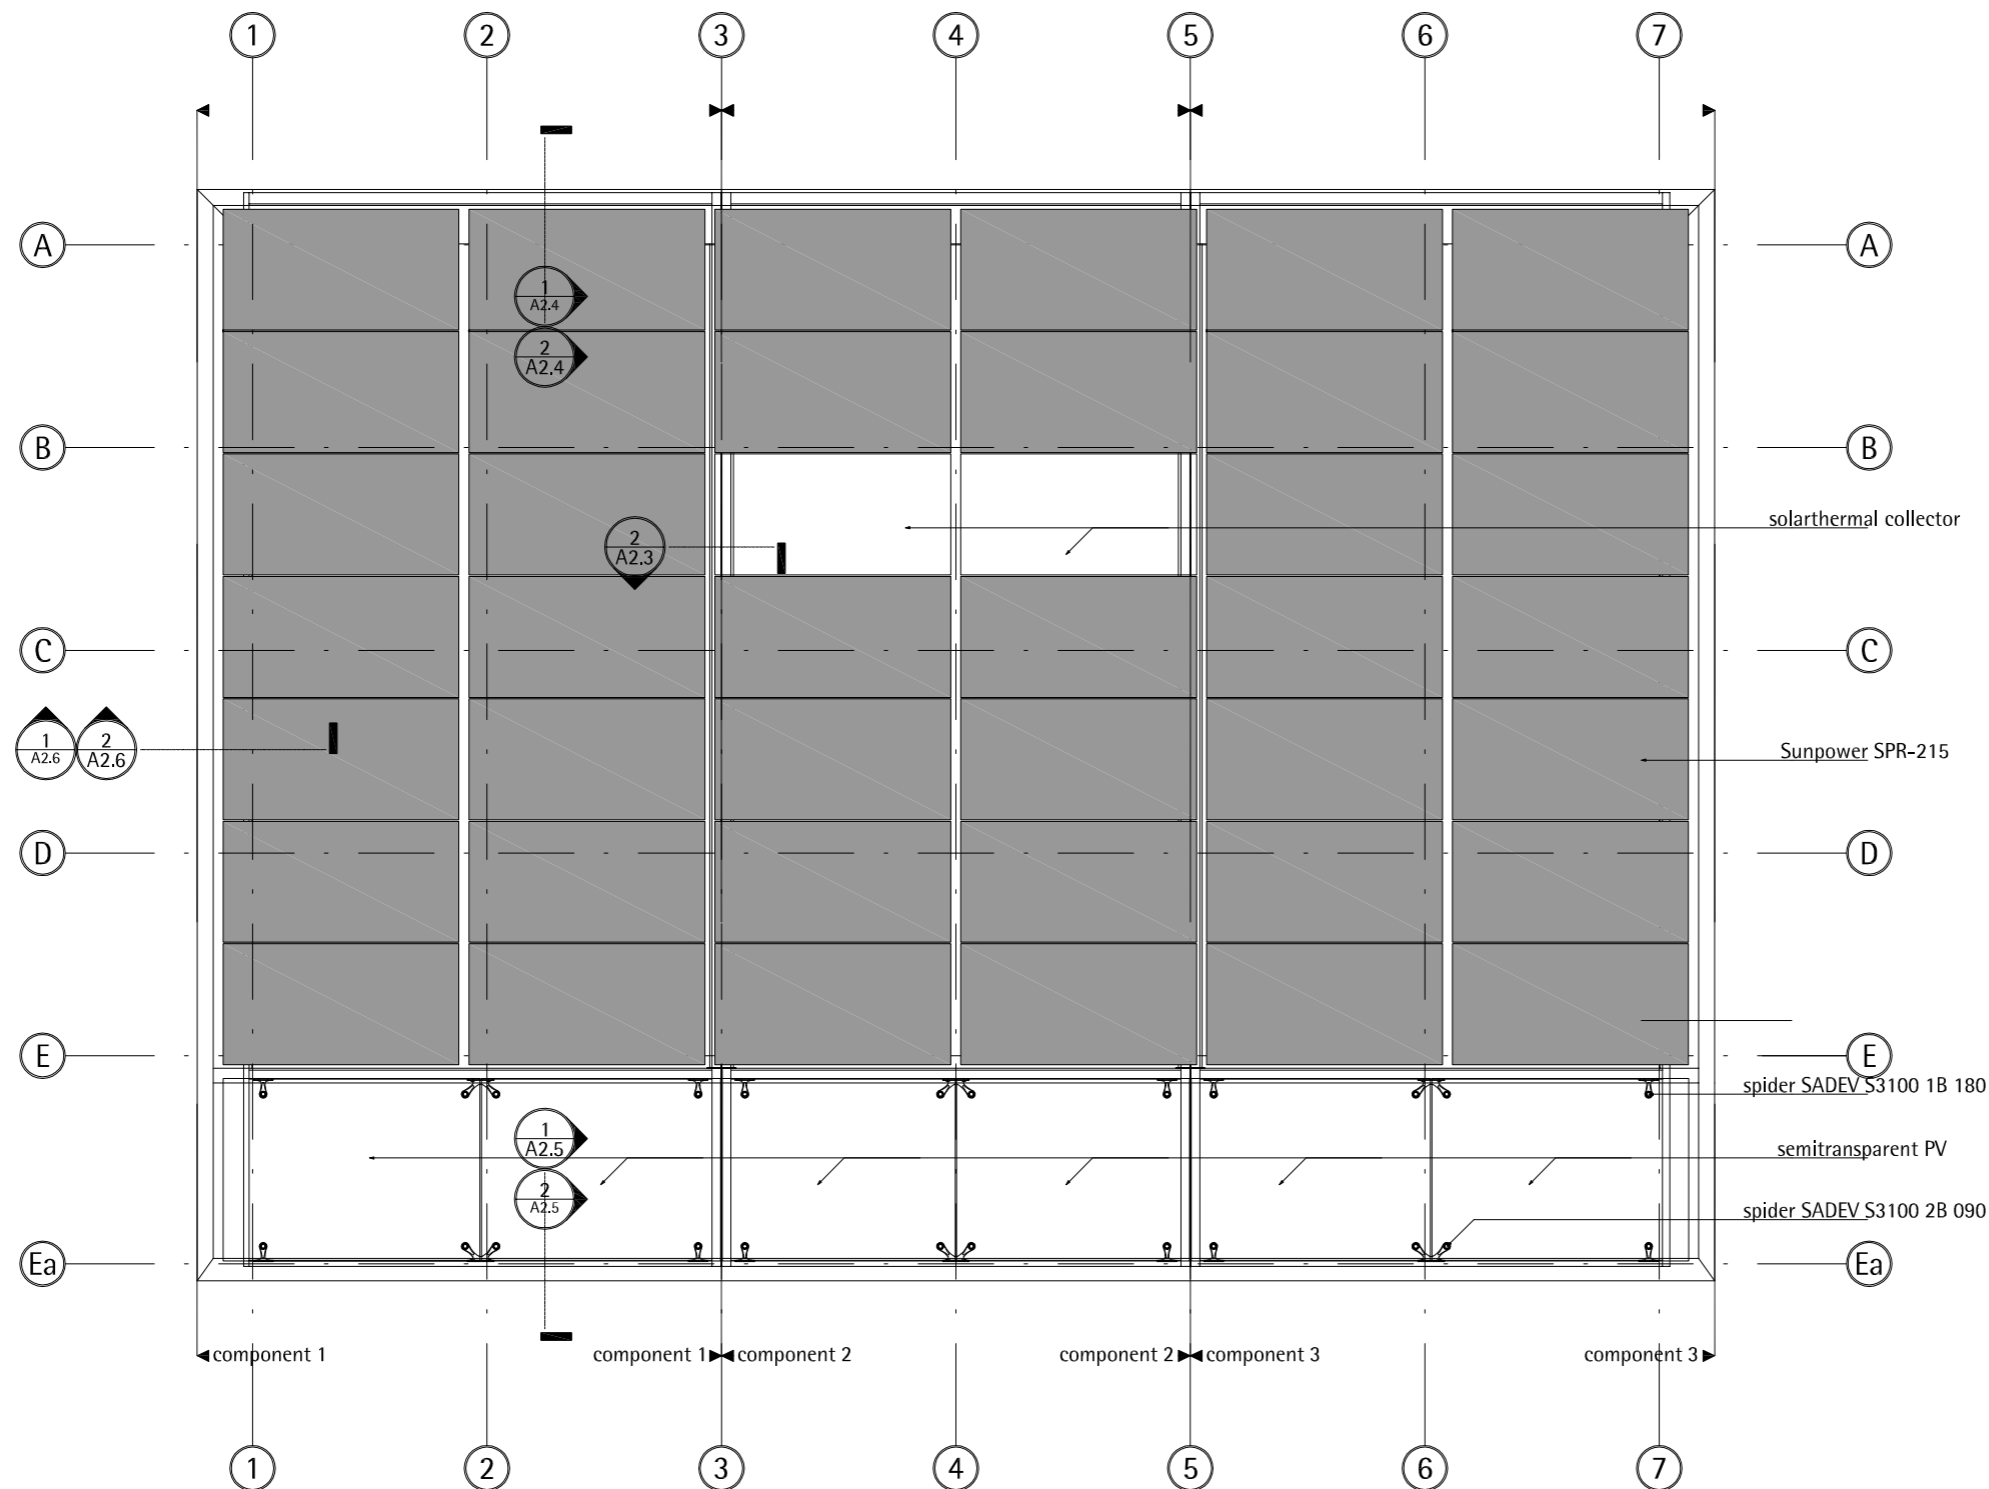 1 2 3 4 5 6 7
A A
1
A2.4
2
A2.4
B B
solarthermal collector
2
A2.3
C C
1
A2.6
2
A2.6
Sunpower SPR-215
D D
E E
spider SADEV S3100 1B 180
1
A2.5
semitransparent PV
2
A2.5
spider SADEV S3100 2B 090
Ea Ea
component 1 component 1 component 2 component 2 component 3 component 3
1 2 3 4 5 6 7